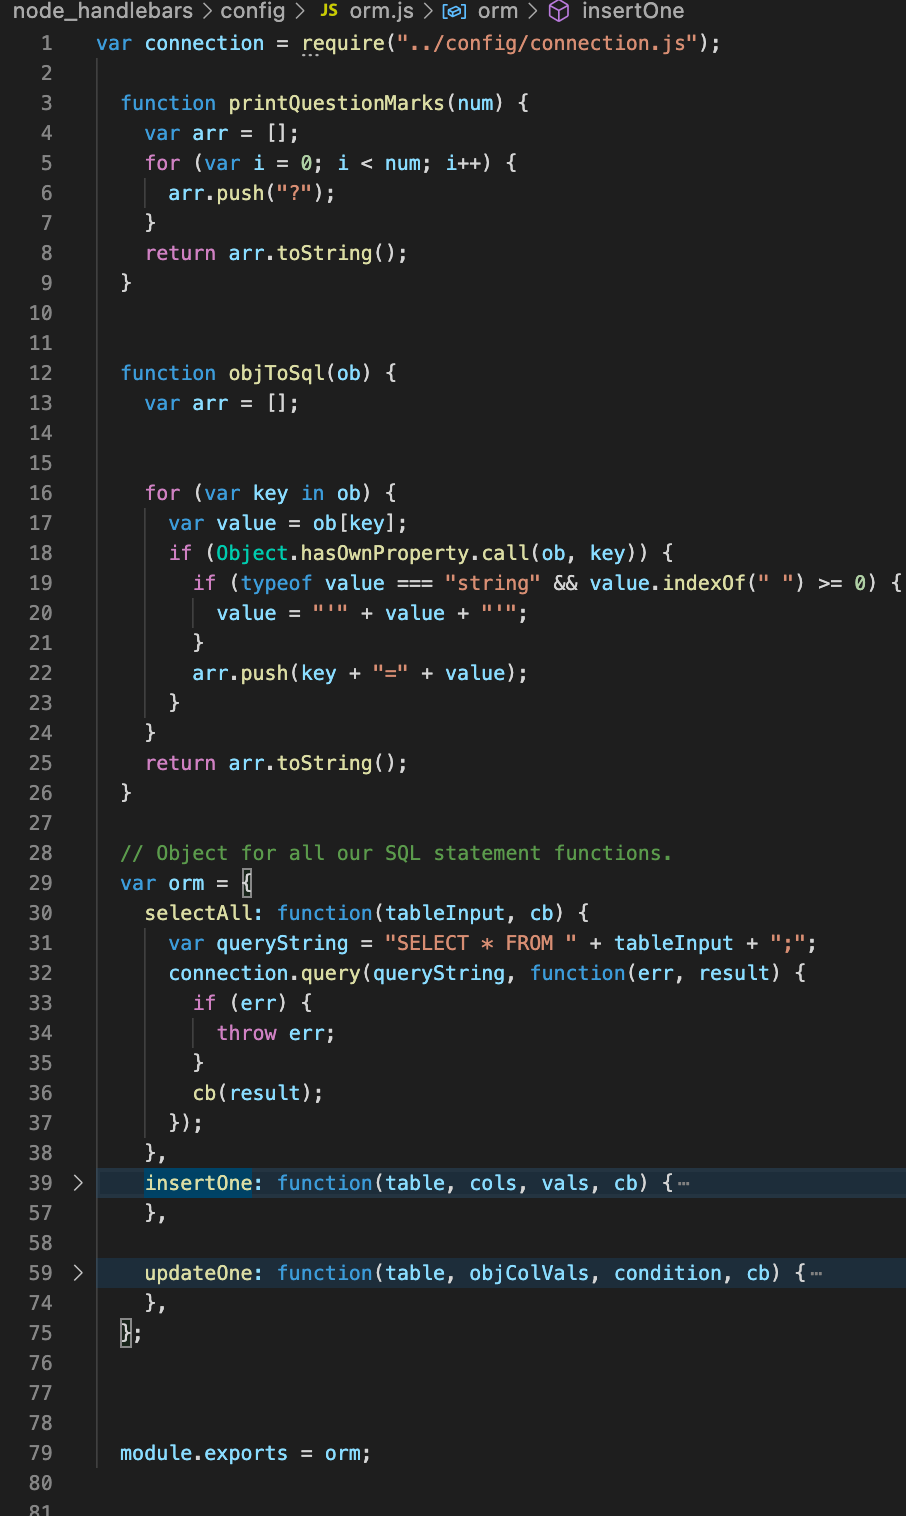 node_handlebars > config > JS orm.js > orm > insertOne
1 var connection = require("../config/connection.js");
2
3 function printQuestionMarks(num) {
4 var arr = [];
5 for (var i = 0; i < num; i++) {
6 arr.push("?");
7 }
8 return arr.toString();
9 }
10
11
12 function objToSql(ob) {
13 var arr = [];
14
15
16 for (var key in ob) {
17 var value = ob[key];
18 if (Object.hasOwnProperty.call(ob, key)) {
19 if (typeof value === "string" && value.indexOf(" ") >= 0) {
20 value = "'" + value + "'";
21 }
22 arr.push(key + "=" + value);
23 }
24 }
25 return arr.toString();
26 }
27
28 // Object for all our SQL statement functions.
29 var orm = {
30 selectAll: function(tableInput, cb) {
31 var queryString = "SELECT * FROM " + tableInput + ";";
32 connection.query(queryString, function(err, result) {
33 if (err) {
34 throw err;
35 }
36 cb(result);
37 });
38 },
39 > insertOne: function(table, cols, vals, cb) {…
57 },
58
59 > updateOne: function(table, objColVals, condition, cb) {…
74 },
75 };
76
77
78
79 module.exports = orm;
80
81